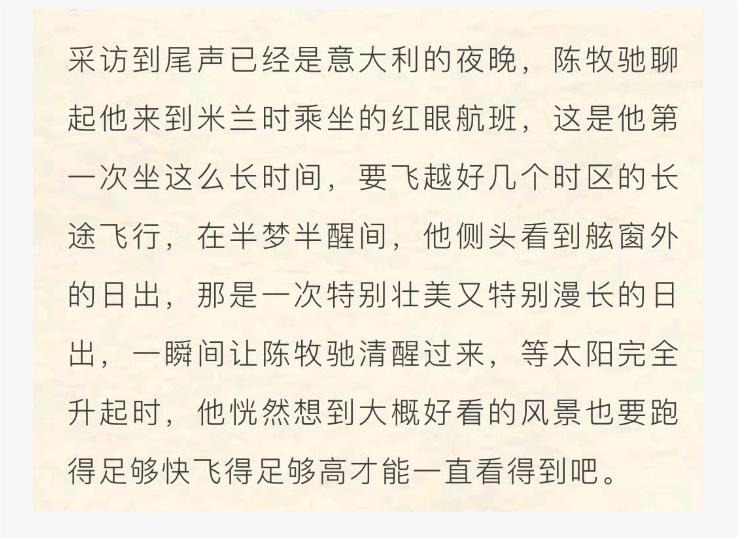 采访到尾声已经是意大利的夜晚，陈牧驰聊
起他来到米兰时乘坐的红眼航班，这是他第
一次坐这么长时间，要飞越好几个时区的长
途飞行，在半梦半醒间，他侧头看到舷窗外
的日出，那是一次特别壮美又特别漫长的日
出，一瞬间让陈牧驰清醒过来，等太阳完全
升起时，他恍然想到大概好看的风景也要跑
得足够快飞得足够高才能一直看得到吧。